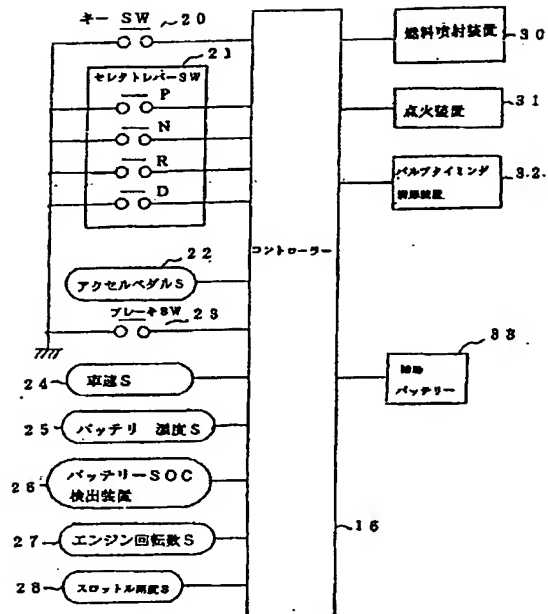 キー SW 20
セレクトレバーSW 21
P
N
R
D
アクセルペダルS 22
ブレーキSW 23
24 車速S
25 バッテリ 温度S
26 バッテリーSOC
検出装置
27 エンジン回転数S
28 スロットル開度S
コントローラー
16
燃料噴射装置 30
点火装置 31
バルブタイミング 32
制御装置
33
補助
バッテリー